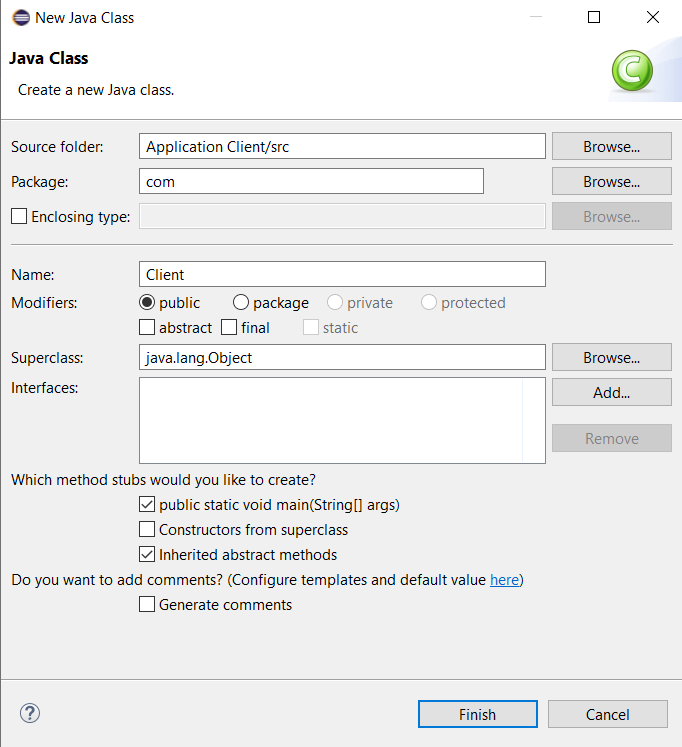 New Java Class
Java Class
Create a new Java class.
Source folder: Application Client/src Browse...
Package: com Browse...
Enclosing type: Browse...
Name: Client
Modifiers: public package private protected
abstract final static
Superclass: java.lang.Object Browse...
Interfaces: Add...
Remove
Which method stubs would you like to create?
public static void main(String[] args)
Constructors from superclass
Inherited abstract methods
Do you want to add comments? (Configure templates and default value here)
Generate comments
? Finish Cancel